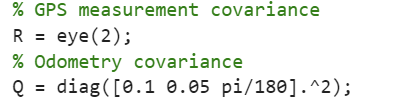 % GPS measurement covariance
R = eye(2);
% Odometry covariance
Q = diag([0.1 0.05 pi/180].^2);